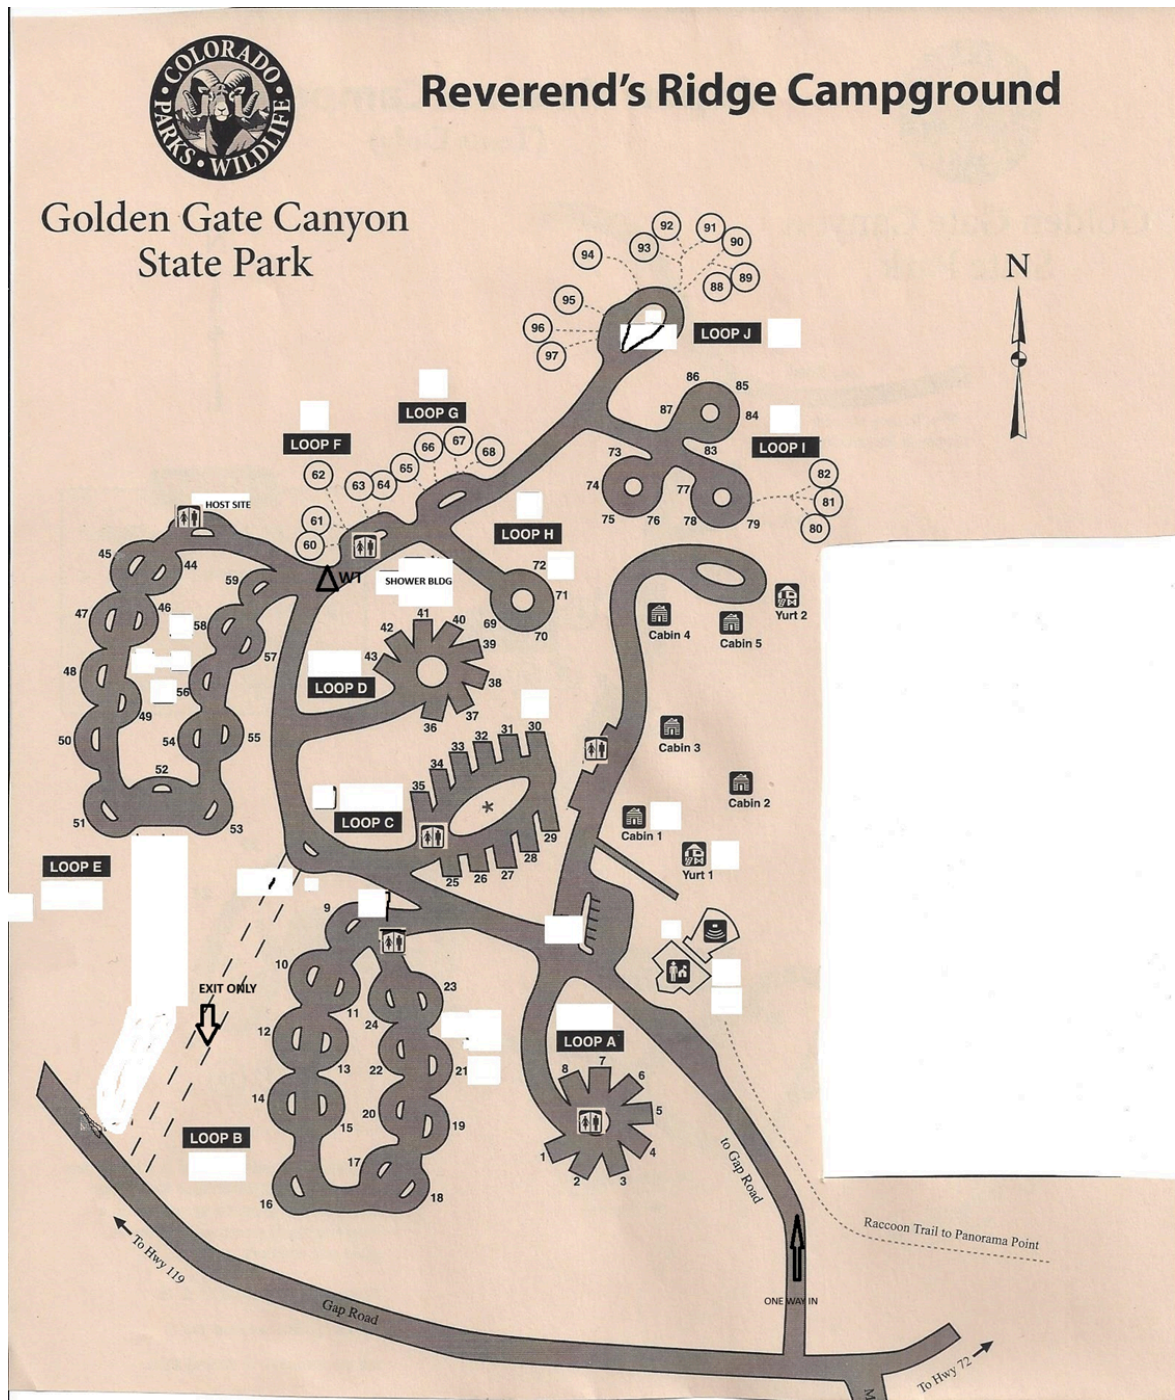 COLORADO
PARKS • WILDLIFE
Reverend's Ridge Campground
Golden Gate Canyon
State Park
N
92
91
90
93
94
89
88
95
96
97
LOOP J
86
85
87
84
LOOP G
LOOP F
LOOP I
67
66
68
73
83
65
82
62
63
64
74
77
81
75
76
78
79
80
HOST SITE
61
60
LOOP H
45
44
59
WT
SHOWER BLDG
72
71
69
70
47
46
58
41
40
42
39
43
38
37
36
57
48
56
49
LOOP D
Cabin 4
Cabin 5
Yurt 2
50
54
55
52
51
53
30
31
32
33
34
35
Cabin 3
Cabin 2
LOOP C
*
29
28
27
26
25
Cabin 1
Yurt 1
LOOP E
9
10
11
23
24
EXIT ONLY
12
13
22
21
14
15
20
19
17
16
18
LOOP A
8
7
6
5
4
3
2
1
LOOP B
to Gap Road
Raccoon Trail to Panorama Point
To Hwy 119
Gap Road
ONE WAY IN
To Hwy 72
M